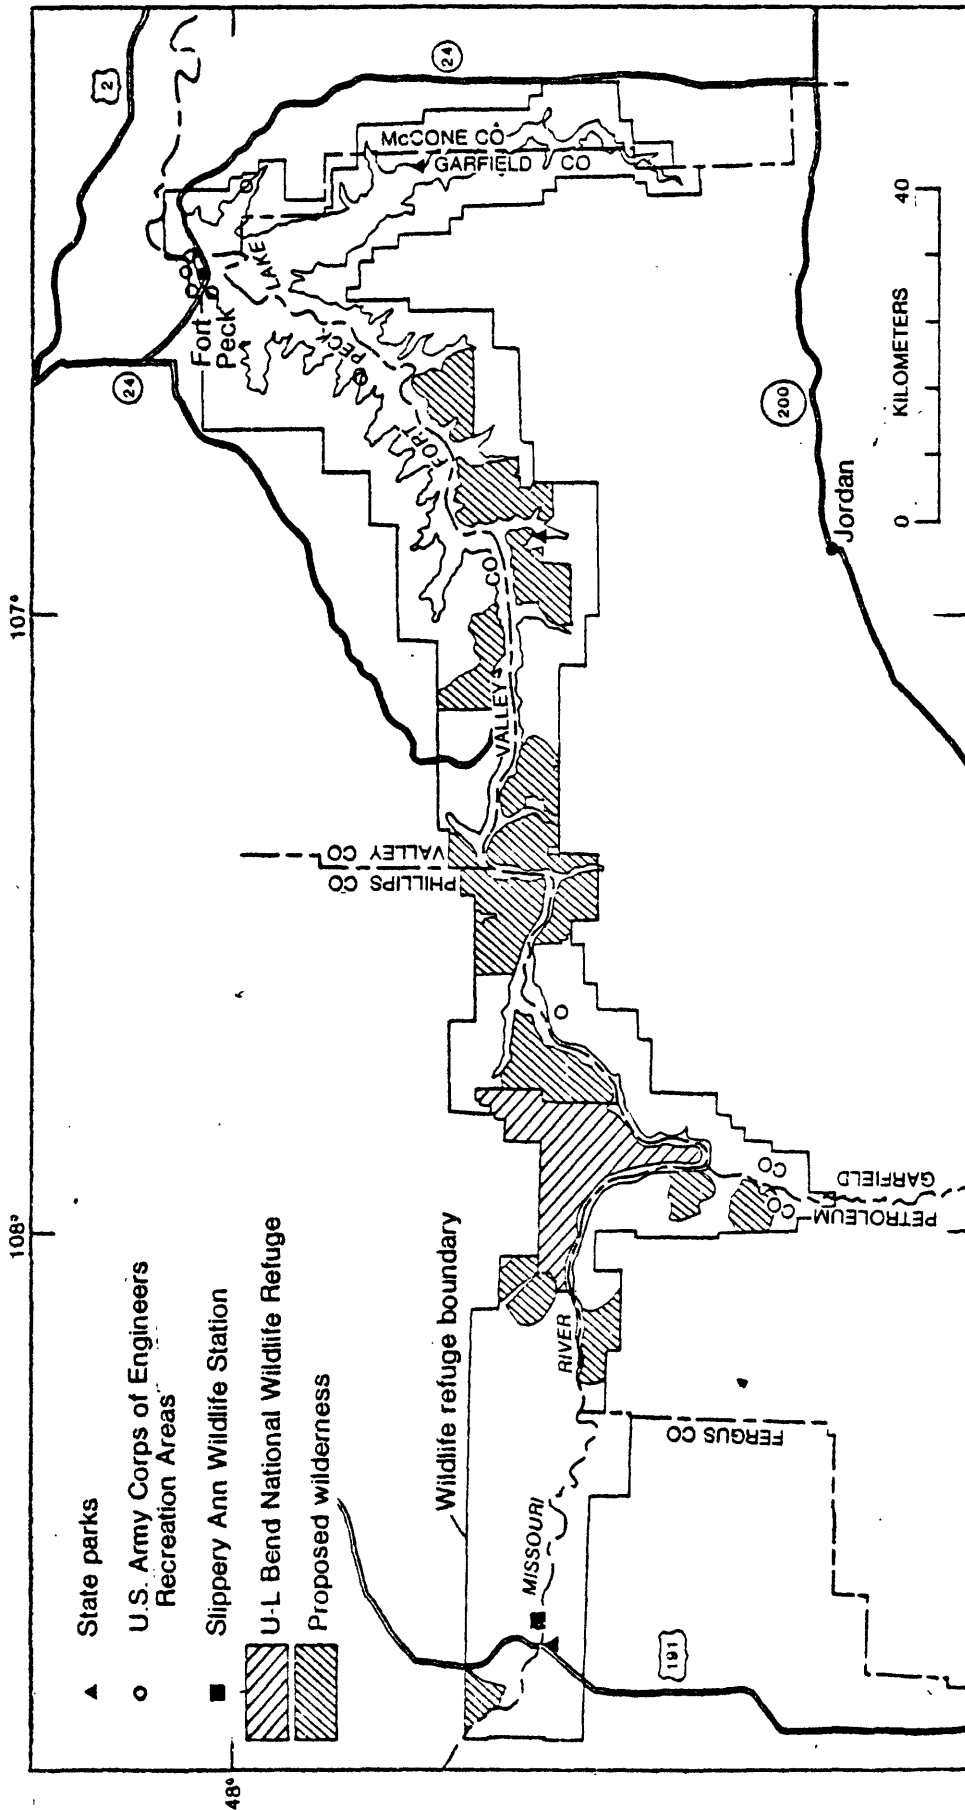 108°
107°
48°
State parks
U.S. Army Corps of Engineers
Recreation Areas
Slippery Ann Wildlife Station
U-L Bend National Wildlife Refuge
Proposed wilderness
Wildlife refuge boundary
2
24
24
Fort
Peck
FORT
PECK
LAKE
McCONE CO
GARFIELD CO
VALLEY CO
VALLEY CO
PHILLIPS CO
MISSOURI
RIVER
191
FERGUS CO
PETROLEUM CO
GARFIELD CO
200
Jordan
0
40
KILOMETERS